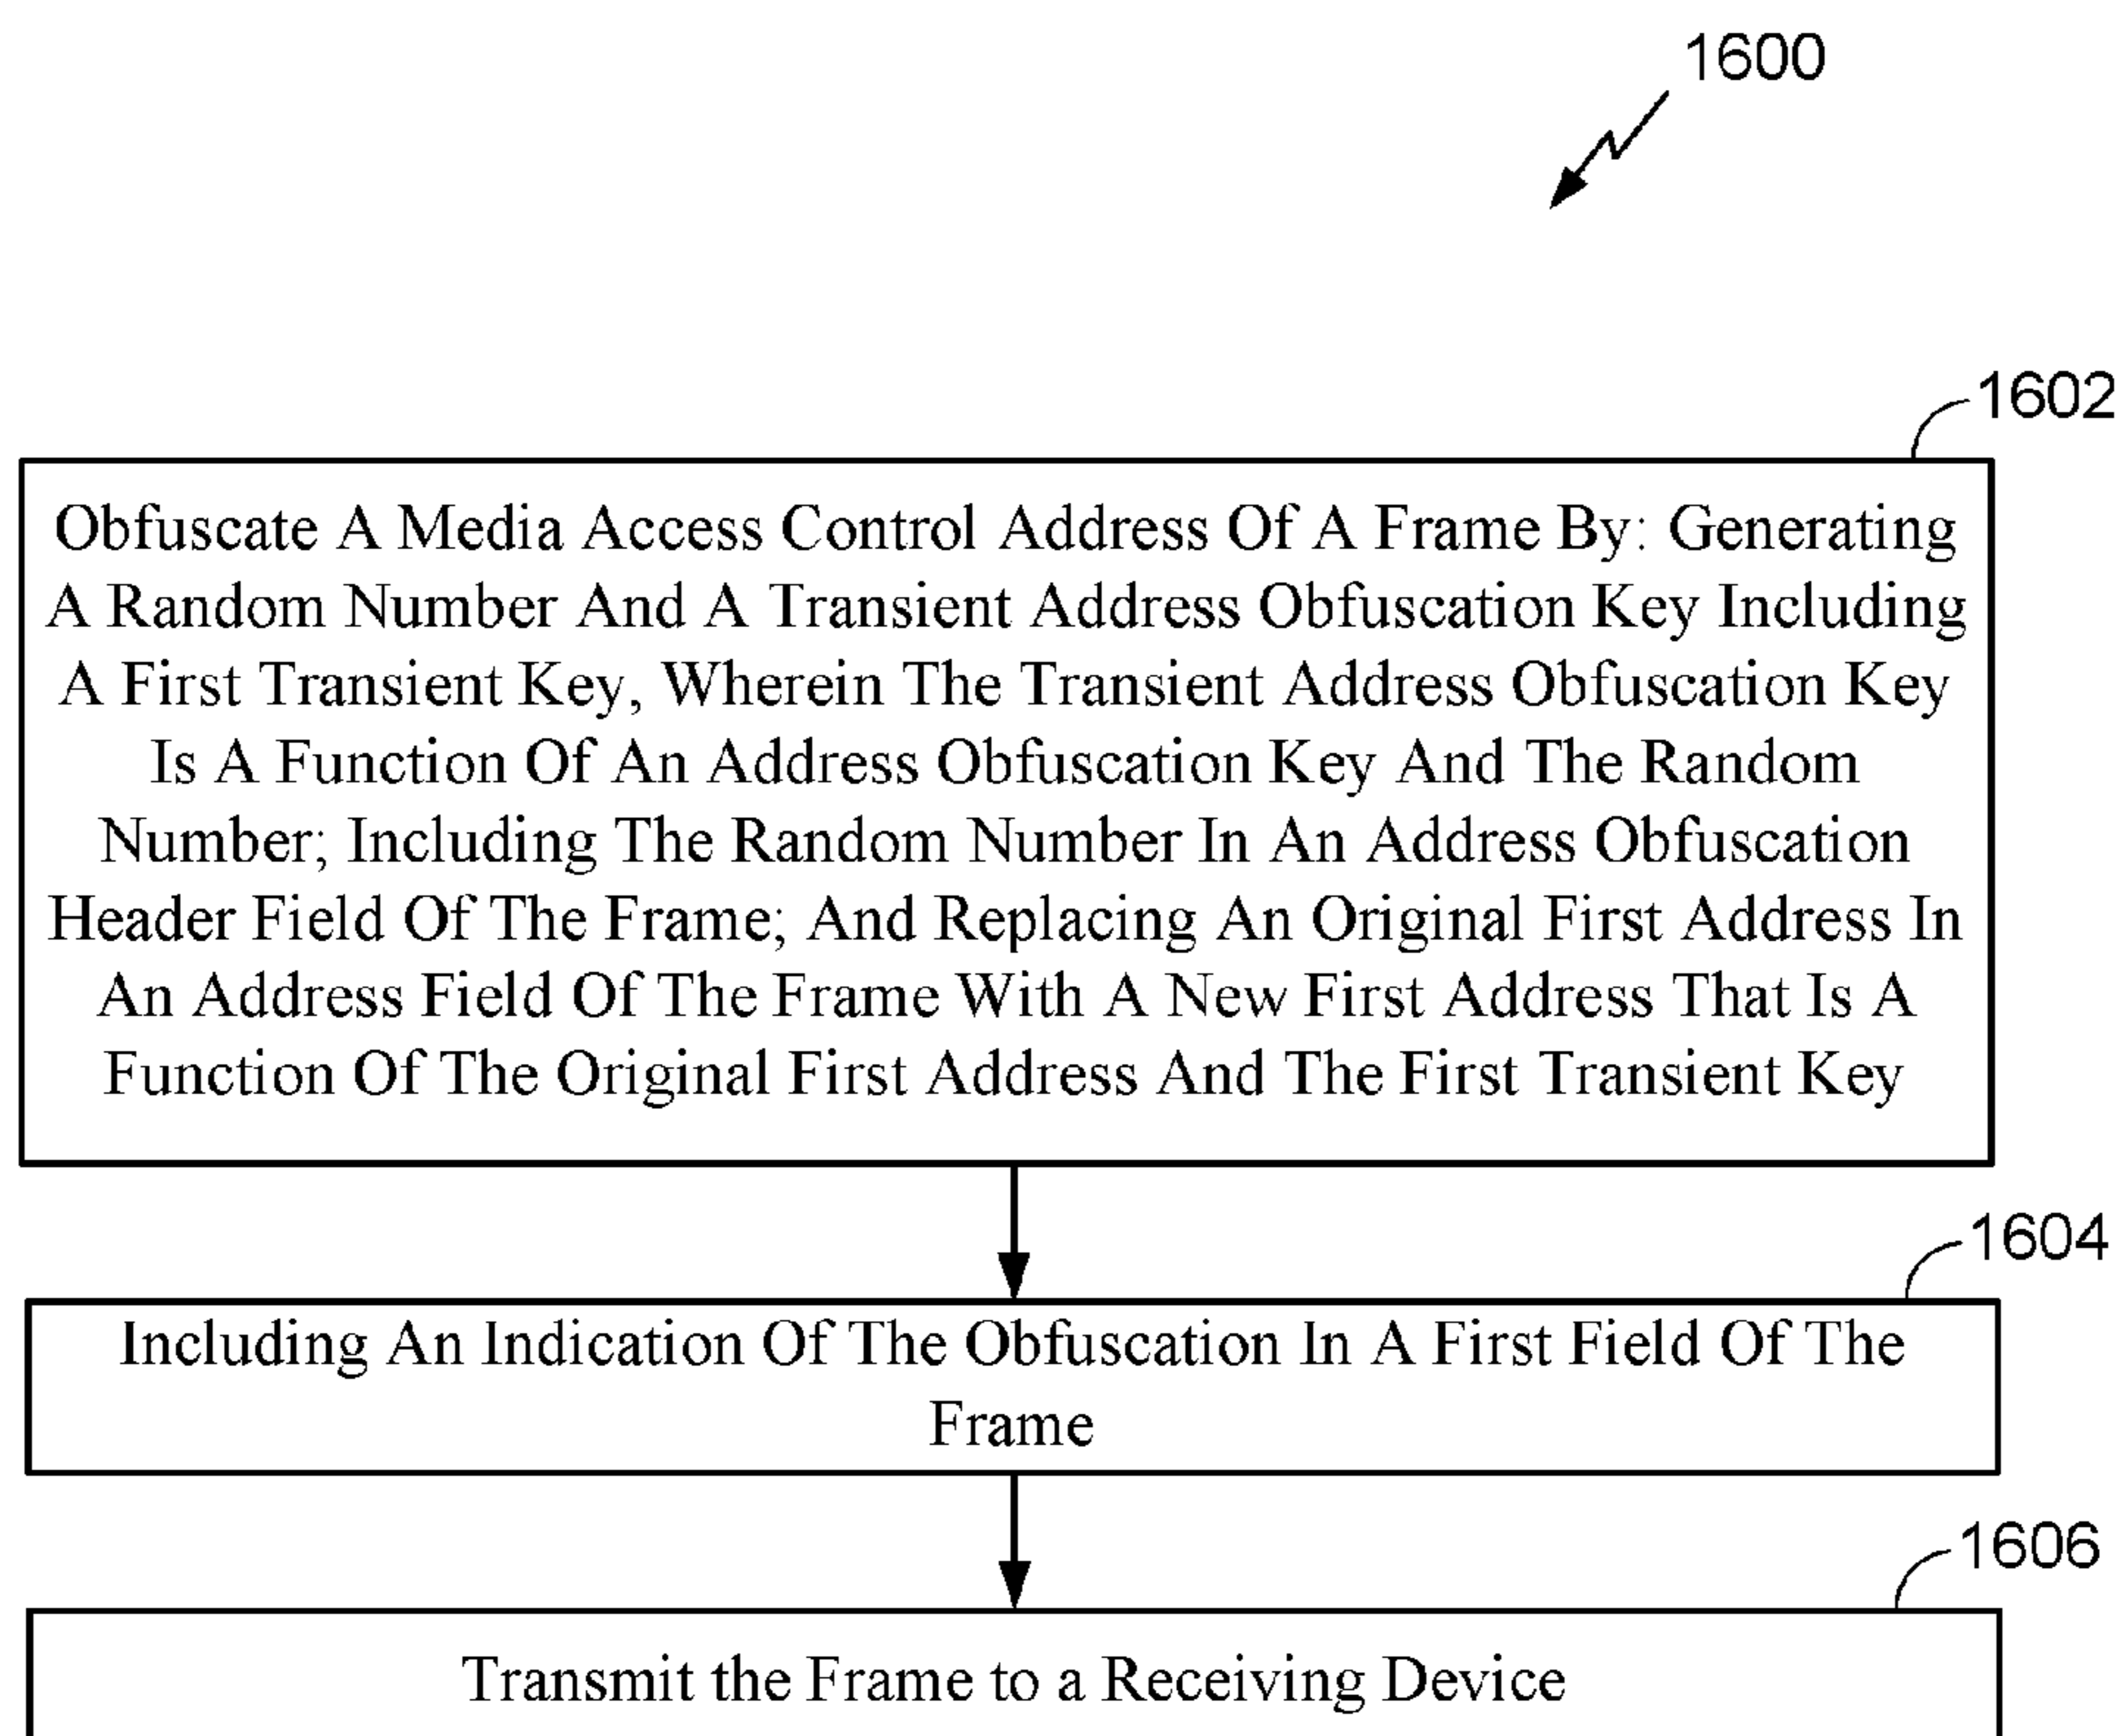 1600
1602
Obfuscate A Media Access Control Address Of A Frame By: Generating
A Random Number And A Transient Address Obfuscation Key Including
A First Transient Key, Wherein The Transient Address Obfuscation Key
Is A Function Of An Address Obfuscation Key And The Random
Number; Including The Random Number In An Address Obfuscation
Header Field Of The Frame; And Replacing An Original First Address In
An Address Field Of The Frame With A New First Address That Is A
Function Of The Original First Address And The First Transient Key
1604
Including An Indication Of The Obfuscation In A First Field Of The
Frame
1606
Transmit the Frame to a Receiving Device